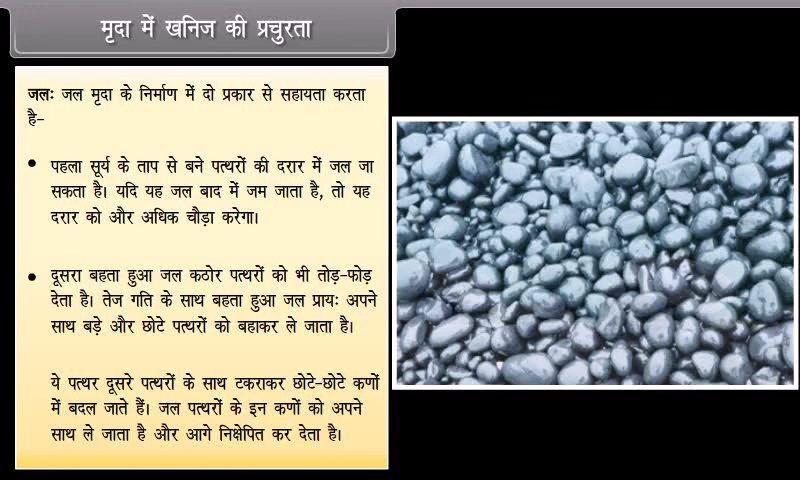 मृदा में खनिज की प्रचुरता
जलः जल मृदा के निर्माण में दो प्रकार से सहायता करता
है–
• पहला सूर्य के ताप से बने पत्थरों की दरार में जल जा
सकता है। यदि यह जल बाद में जम जाता है, तो यह
दरार को और अधिक चौड़ा करेगा।
• दूसरा बहता हुआ जल कठोर पत्थरों को भी तोड़-फोड़
देता है। तेज गति के साथ बहता हुआ जल प्रायः अपने
साथ बड़े और छोटे पत्थरों को बहाकर ले जाता है।
ये पत्थर दूसरे पत्थरों के साथ टकराकर छोटे-छोटे कणों
में बदल जाते हैं। जल पत्थरों के इन कणों को अपने
साथ ले जाता है और आगे निक्षेपित कर देता है।